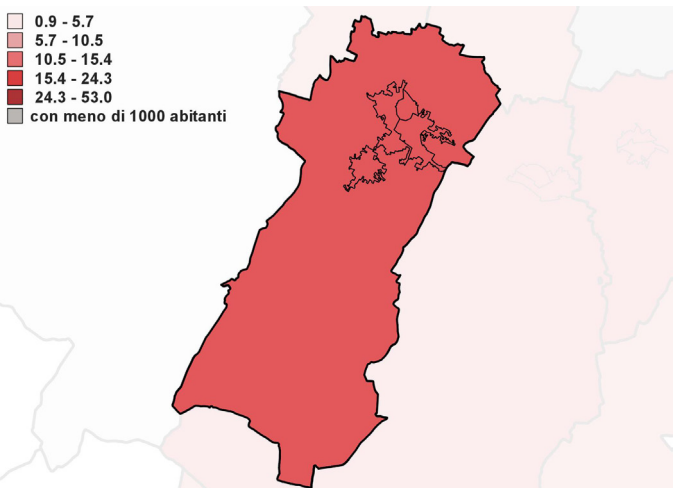 0.9 - 5.7
5.7 - 10.5
10.5 - 15.4
15.4 - 24.3
24.3 - 53.0
con meno di 1000 abitanti